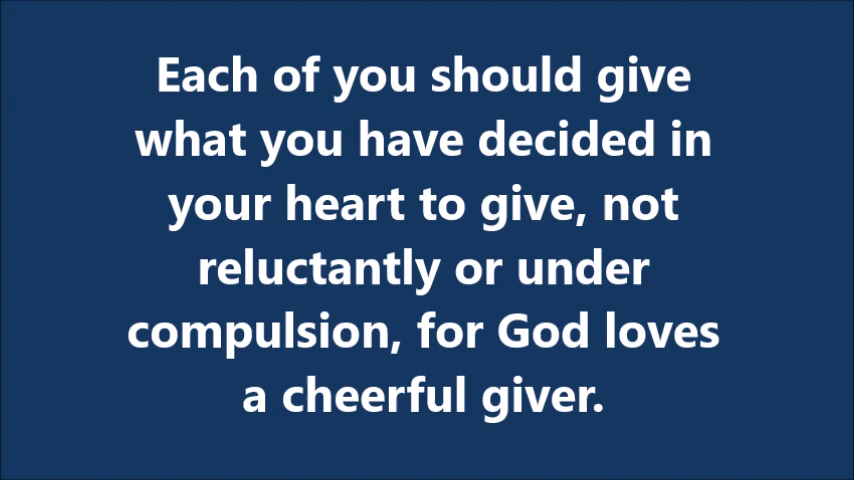 Each of you should give
what you have decided in
your heart to give, not
reluctantly or under
compulsion, for God loves
a cheerful giver.